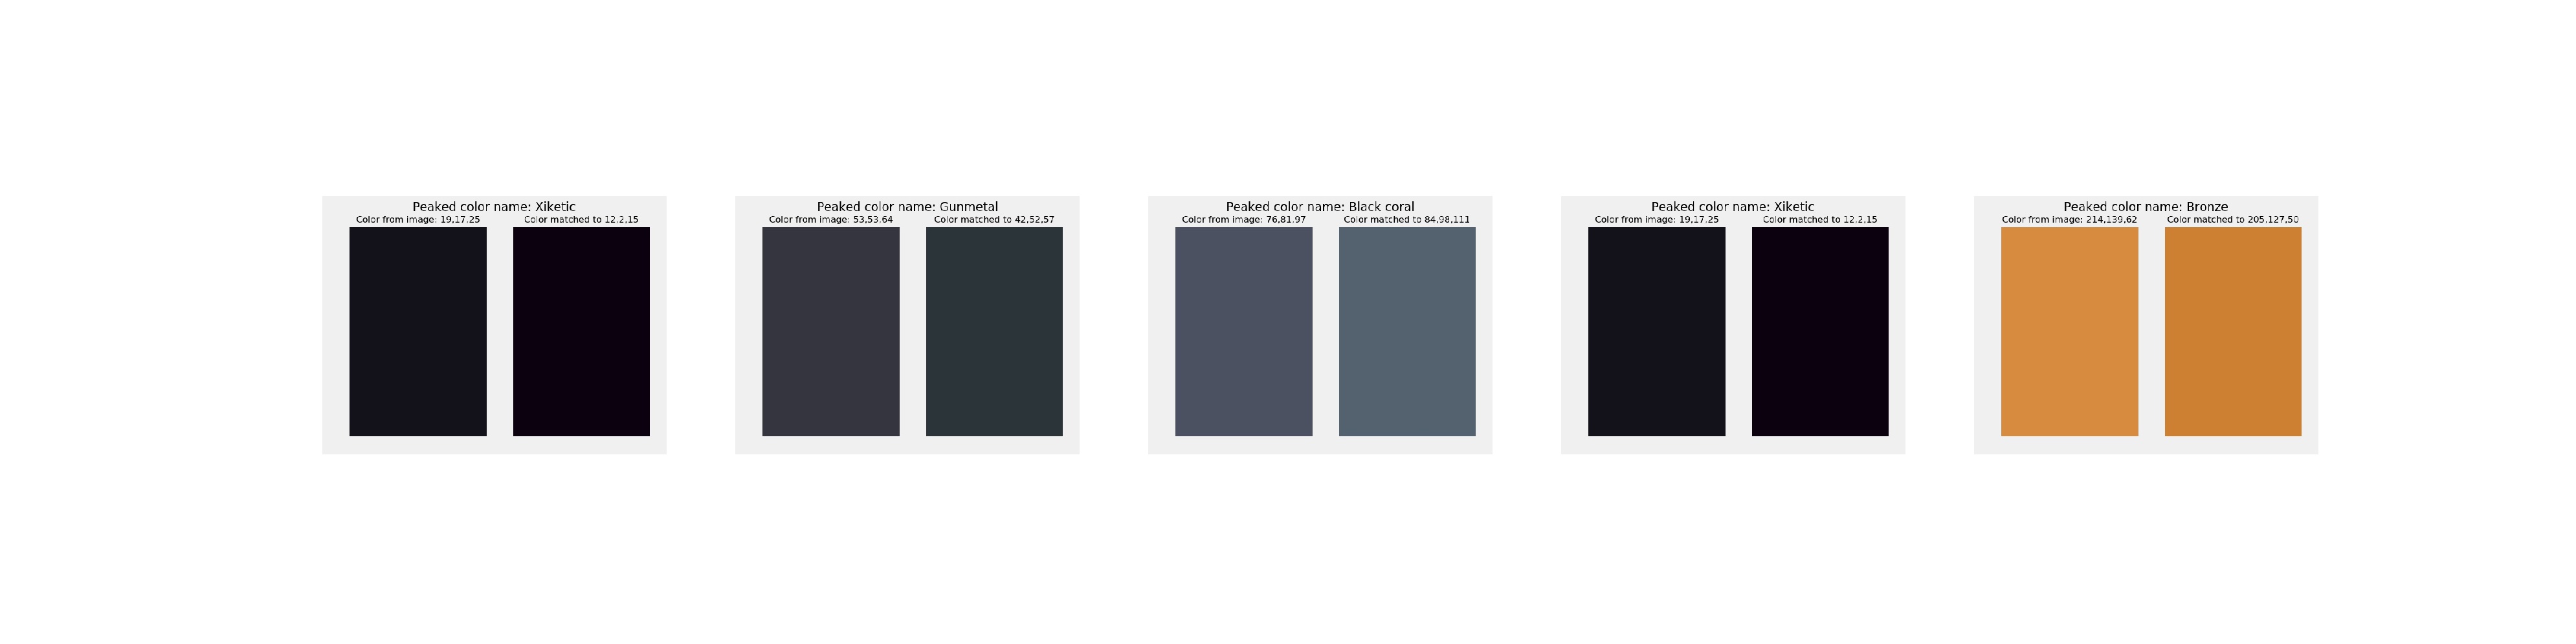 Peaked color name: Xiketic
Color from image: 19,17,25
Color matched to 12,2,15
Peaked color name: Gunmetal
Color from image: 53,53,64
Color matched to 42,52,57
Peaked color name: Black coral
Color from image: 76,81,97
Color matched to 84,98,111
Peaked color name: Xiketic
Color from image: 19,17,25
Color matched to 12,2,15
Peaked color name: Bronze
Color from image: 214,139,62
Color matched to 205,127,50